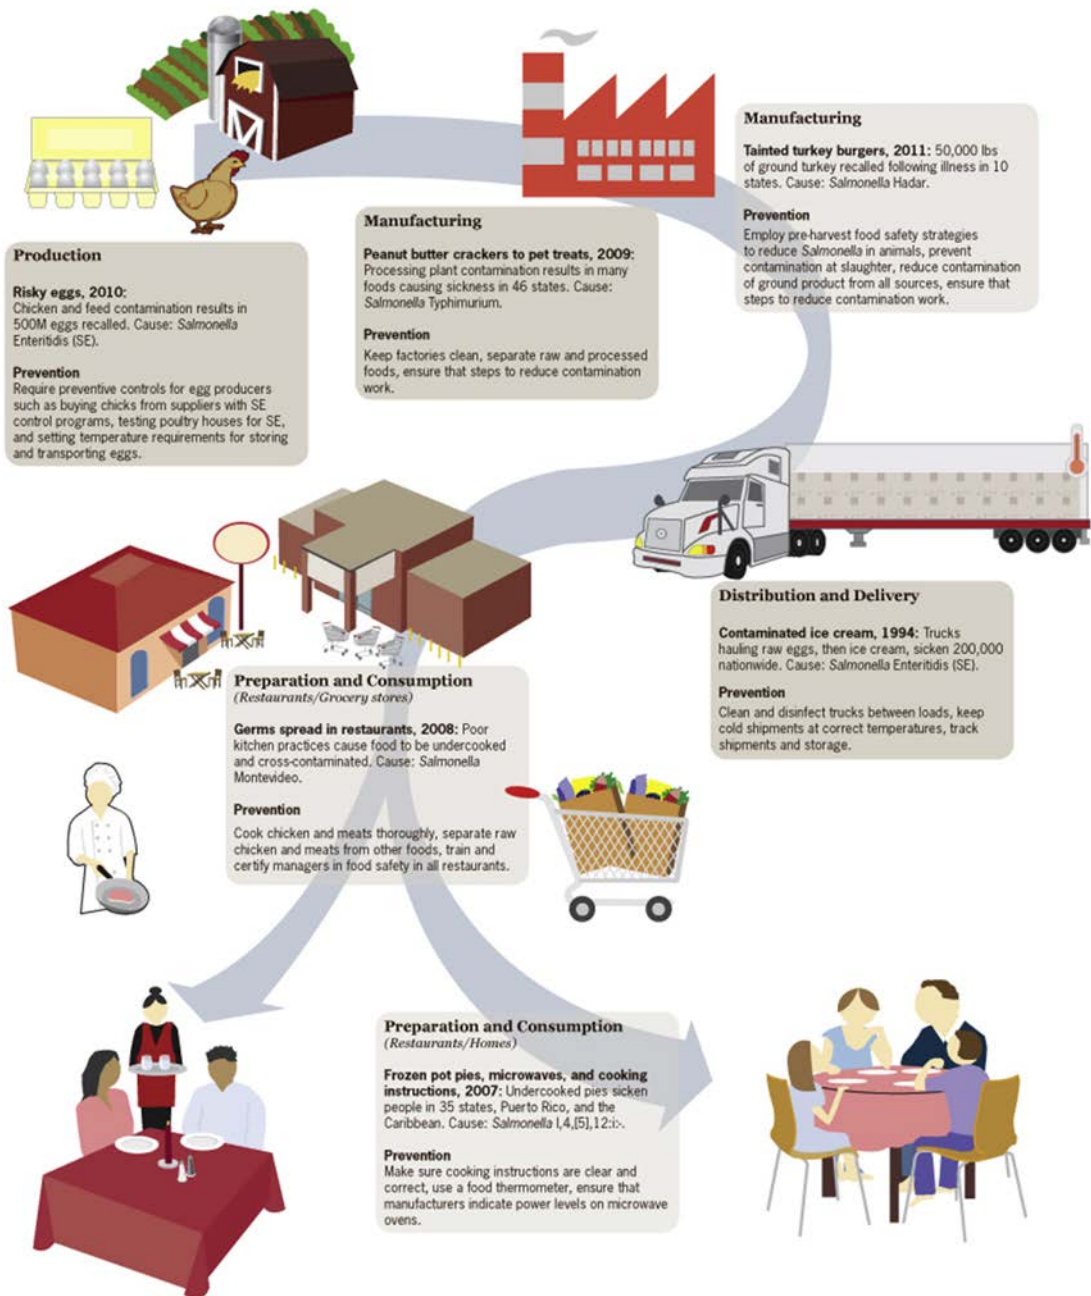 Production
Risky eggs, 2010:
Chicken and feed contamination results in
500M eggs recalled. Cause: Salmonella
Enteritidis (SE).
Prevention
Require preventive controls for egg producers
such as buying chicks from suppliers with SE
control programs, testing poultry houses for SE,
and setting temperature requirements for storing
and transporting eggs.
Manufacturing
Peanut butter crackers to pet treats, 2009:
Processing plant contamination results in many
foods causing sickness in 46 states. Cause:
Salmonella Typhimurium.
Prevention
Keep factories clean, separate raw and processed
foods, ensure that steps to reduce contamination
work.
Manufacturing
Tainted turkey burgers, 2011: 50,000 lbs
of ground turkey recalled following illness in 10
states. Cause: Salmonella Hadar.
Prevention
Employ pre-harvest food safety strategies
to reduce Salmonella in animals, prevent
contamination at slaughter, reduce contamination
of ground product from all sources, ensure that
steps to reduce contamination work.
Distribution and Delivery
Contaminated ice cream, 1994: Trucks
hauling raw eggs, then ice cream, sicken 200,000
nationwide. Cause: Salmonella Enteritidis (SE).
Prevention
Clean and disinfect trucks between loads, keep
cold shipments at correct temperatures, track
shipments and storage.
Preparation and Consumption
(Restaurants/Grocery stores)
Germs spread in restaurants, 2008: Poor
kitchen practices cause food to be undercooked
and cross-contaminated. Cause: Salmonella
Montevideo.
Prevention
Cook chicken and meats thoroughly, separate raw
chicken and meats from other foods, train and
certify managers in food safety in all restaurants.
Preparation and Consumption
(Restaurants/Homes)
Frozen pot pies, microwaves, and cooking
instructions, 2007: Undercooked pies sicken
people in 35 states, Puerto Rico, and the
Caribbean. Cause: Salmonella I,4,[5],12:i:-.
Prevention
Make sure cooking instructions are clear and
correct, use a food thermometer, ensure that
manufacturers indicate power levels on microwave
ovens.